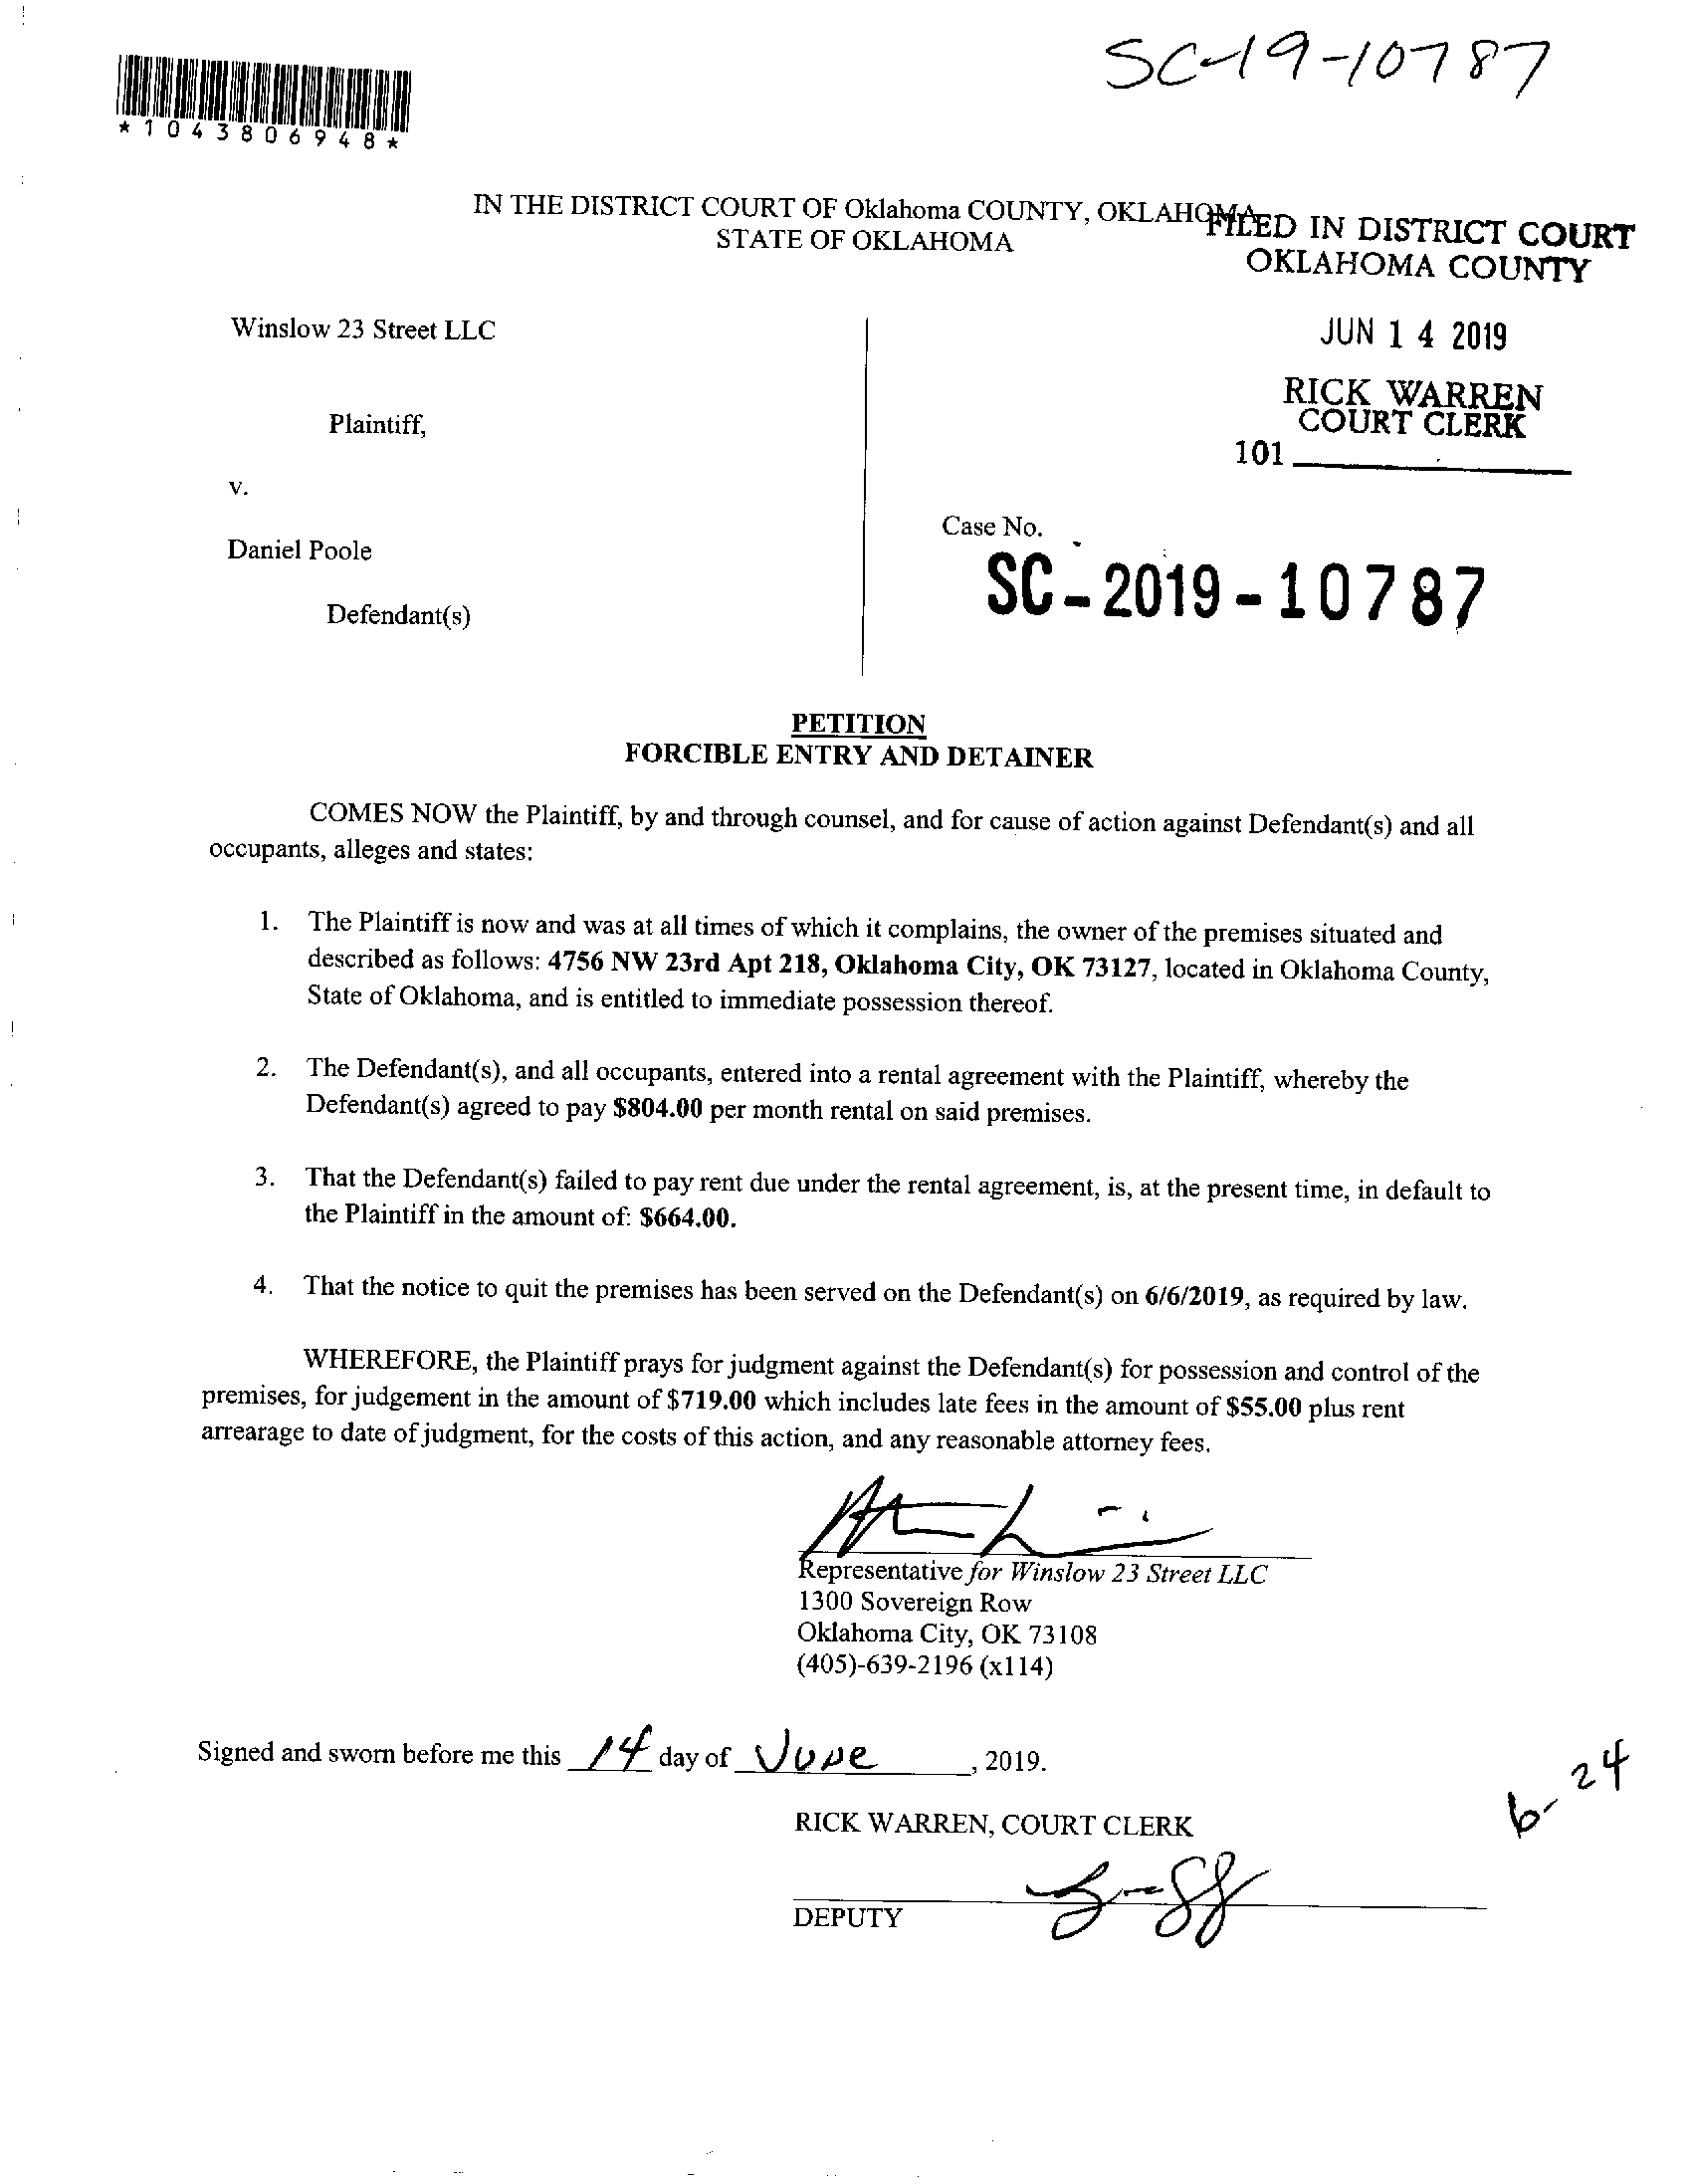 SC-19-10787
*1043806948*
IN THE DISTRICT COURT OF Oklahoma COUNTY, OKLAHOMA
STATE OF OKLAHOMA
FILED IN DISTRICT COURT
OKLAHOMA COUNTY
Winslow 23 Street LLC
JUN 14 2019
RICK WARREN
COURT CLERK
Plaintiff,
101
v.
Case No.
Daniel Poole
SC-2019-10787
Defendant(s)
PETITION
FORCIBLE ENTRY AND DETAINER
COMES NOW the Plaintiff, by and through counsel, and for cause of action against Defendant(s) and all
occupants, alleges and states:
1. The Plaintiff is now and was at all times of which it complains, the owner of the premises situated and
described as follows: 4756 NW 23rd Apt 218, Oklahoma City, OK 73127, located in Oklahoma County,
State of Oklahoma, and is entitled to immediate possession thereof.
2. The Defendant(s), and all occupants, entered into a rental agreement with the Plaintiff, whereby the
Defendant(s) agreed to pay $804.00 per month rental on said premises.
3. That the Defendant(s) failed to pay rent due under the rental agreement, is, at the present time, in default to
the Plaintiff in the amount of: $664.00.
4. That the notice to quit the premises has been served on the Defendant(s) on 6/6/2019, as required by law.
WHEREFORE, the Plaintiff prays for judgment against the Defendant(s) for possession and control of the
premises, for judgement in the amount of $719.00 which includes late fees in the amount of $55.00 plus rent
arrearage to date of judgment, for the costs of this action, and any reasonable attorney fees.
Representative for Winslow 23 Street LLC
1300 Sovereign Row
Oklahoma City, OK 73108
(405)-639-2196 (x114)
Signed and sworn before me this 14 day of June, 2019.
6-24
RICK WARREN, COURT CLERK
DEPUTY